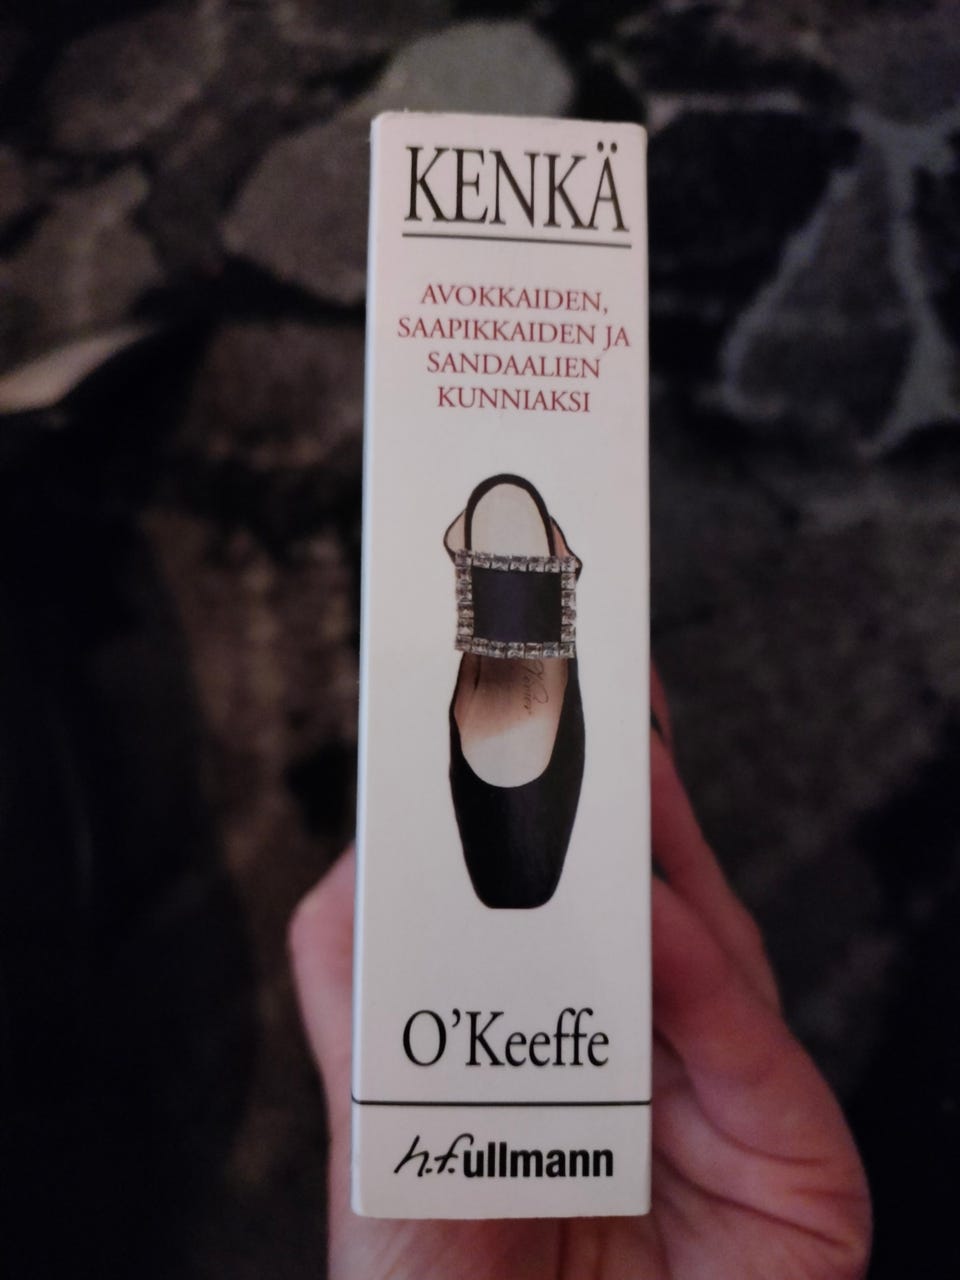 KENKÄ
AVOKKAIDEN,
SAAPIKKAIDEN JA
SANDAALIEN
KUNNIAKSI
O'Keeffe
h.f.ullmann